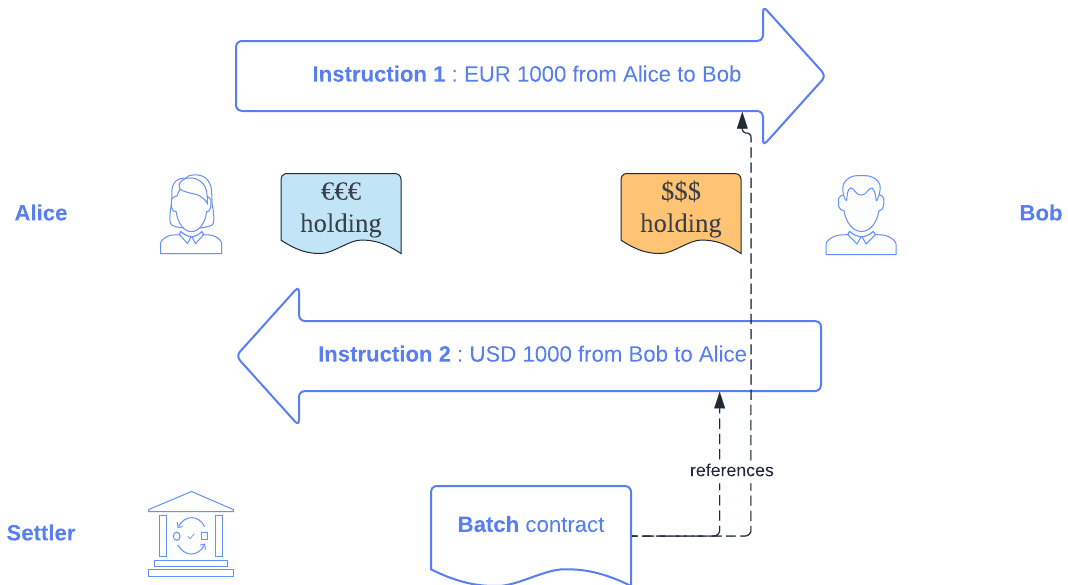 Instruction 1 : EUR 1000 from Alice to Bob
Alice
€€€
holding
$$$
holding
Bob
Instruction 2 : USD 1000 from Bob to Alice
references
Settler
Batch contract